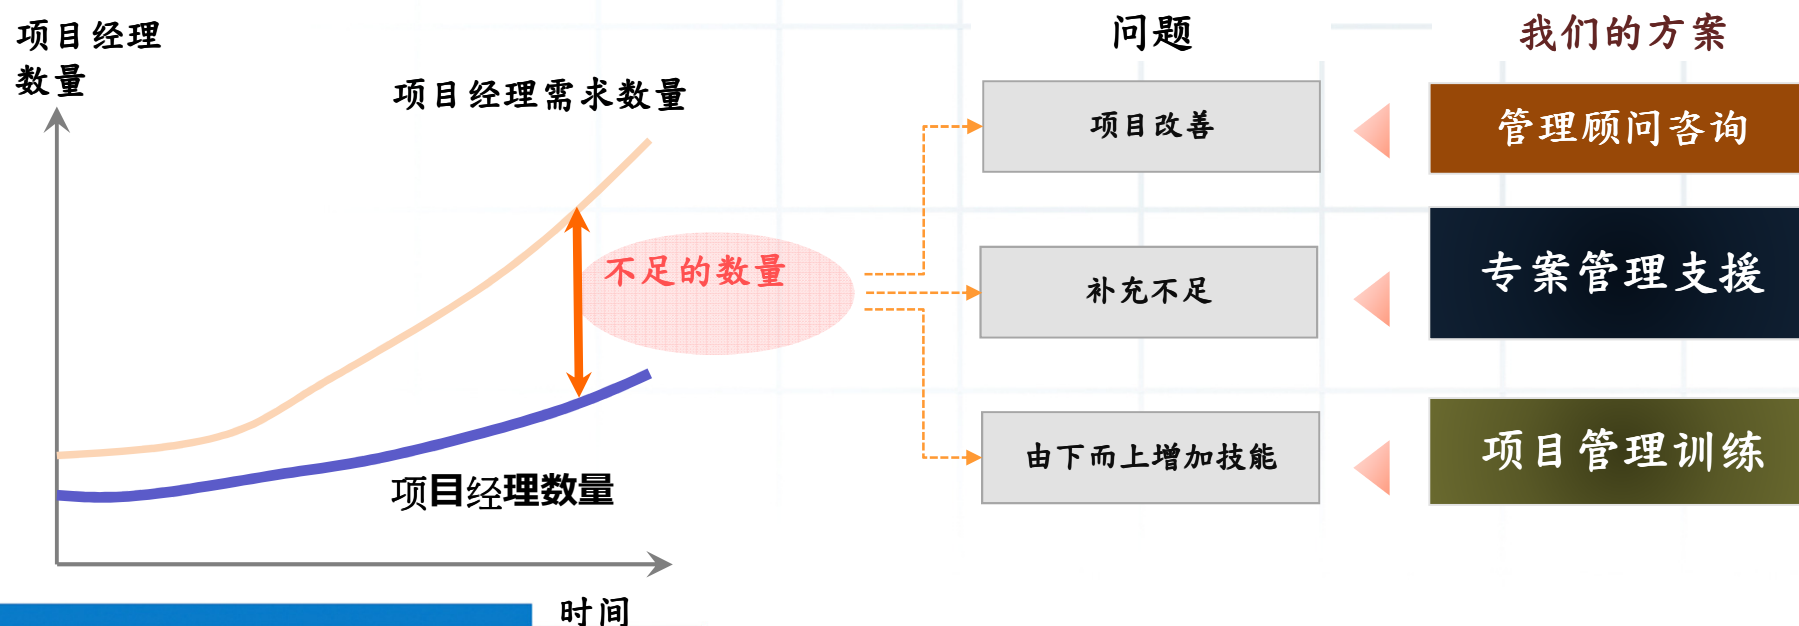 项目经理
数量
项目经理需求数量
不足的数量
项目经理数量
时间
问题
我们的方案
项目改善
管理顾问咨询
补充不足
专案管理支援
由下而上增加技能
项目管理训练